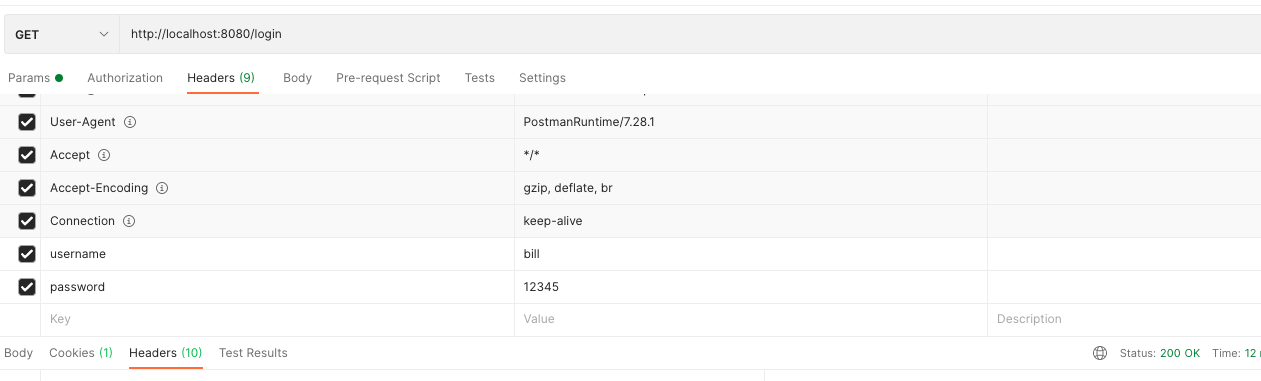 GET http://localhost:8080/login
Params Authorization Headers (9) Body Pre-request Script Tests Settings
User-Agent PostmanRuntime/7.28.1
Accept */*
Accept-Encoding gzip, deflate, br
Connection keep-alive
username bill
password 12345
Key Value Description
Body Cookies (1) Headers (10) Test Results Status: 200 OK Time: 12